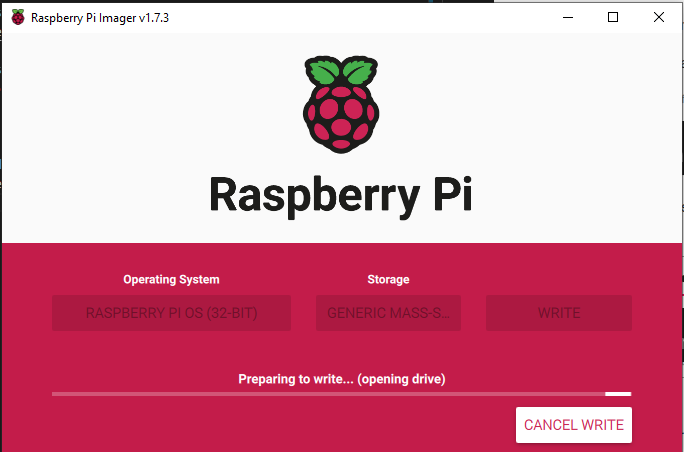 Raspberry Pi Imager v1.7.3
Raspberry Pi
Operating System
Storage
RASPBERRY PI OS (32-BIT)
GENERIC MASS-S...
WRITE
Preparing to write... (opening drive)
CANCEL WRITE